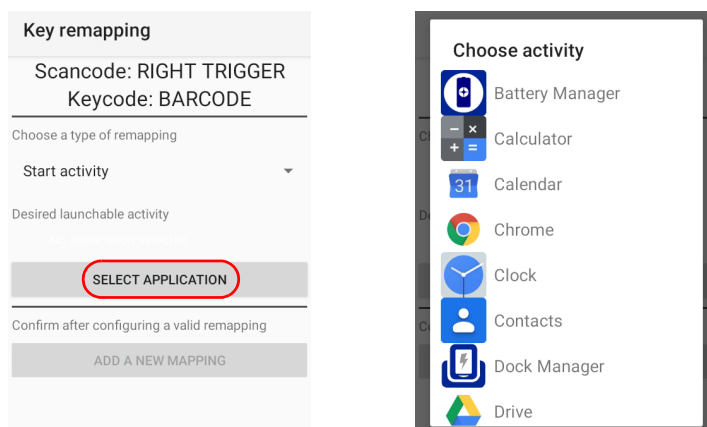 Key remapping
Scancode: RIGHT TRIGGER
Keycode: BARCODE
Choose a type of remapping
Start activity
Desired launchable activity
SELECT APPLICATION
Confirm after configuring a valid remapping
ADD A NEW MAPPING
Choose activity
Battery Manager
Calculator
31
Calendar
Chrome
Clock
Contacts
Dock Manager
Drive